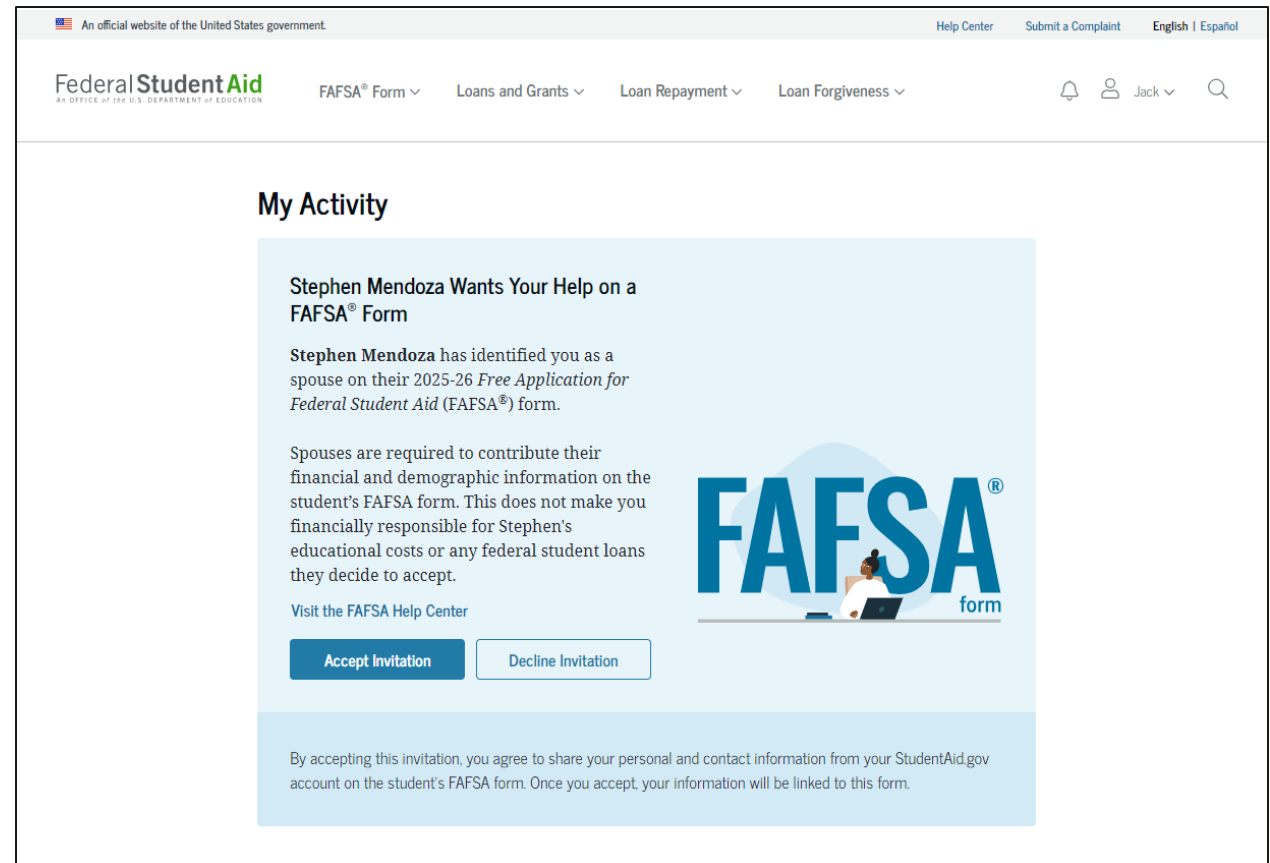 An official website of the United States government.
Help Center
Submit a Complaint
English | Español
Federal Student Aid
An OFFICE of the U.S. DEPARTMENT of EDUCATION
FAFSA® Form
Loans and Grants
Loan Repayment
Loan Forgiveness
Jack
My Activity
Stephen Mendoza Wants Your Help on a
FAFSA® Form
Stephen Mendoza has identified you as a
spouse on their 2025-26 Free Application for
Federal Student Aid (FAFSA®) form.
Spouses are required to contribute their
financial and demographic information on the
student's FAFSA form. This does not make you
financially responsible for Stephen's
educational costs or any federal student loans
they decide to accept.
Visit the FAFSA Help Center
Accept Invitation
Decline Invitation
FAFSA®
form
By accepting this invitation, you agree to share your personal and contact information from your StudentAid.gov
account on the student's FAFSA form. Once you accept, your information will be linked to this form.